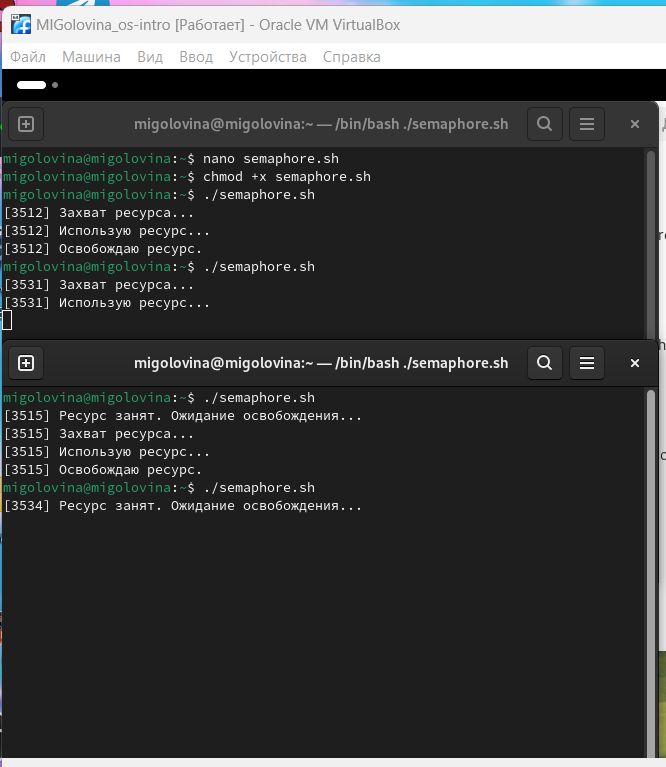 MIGolovina_os-intro [Работает] - Oracle VM VirtualBox
Файл Машина Вид Ввод Устройства Справка
migolovina@migolovina:~ — /bin/bash ./semaphore.sh
migolovina@migolovina:~$ nano semaphore.sh
migolovina@migolovina:~$ chmod +x semaphore.sh
migolovina@migolovina:~$ ./semaphore.sh
[3512] Захват ресурса...
[3512] Использую ресурс...
[3512] Освобождаю ресурс.
migolovina@migolovina:~$ ./semaphore.sh
[3531] Захват ресурса...
[3531] Использую ресурс...
migolovina@migolovina:~ — /bin/bash ./semaphore.sh
migolovina@migolovina:~$ ./semaphore.sh
[3515] Ресурс занят. Ожидание освобождения...
[3515] Захват ресурса...
[3515] Использую ресурс...
[3515] Освобождаю ресурс.
migolovina@migolovina:~$ ./semaphore.sh
[3534] Ресурс занят. Ожидание освобождения...